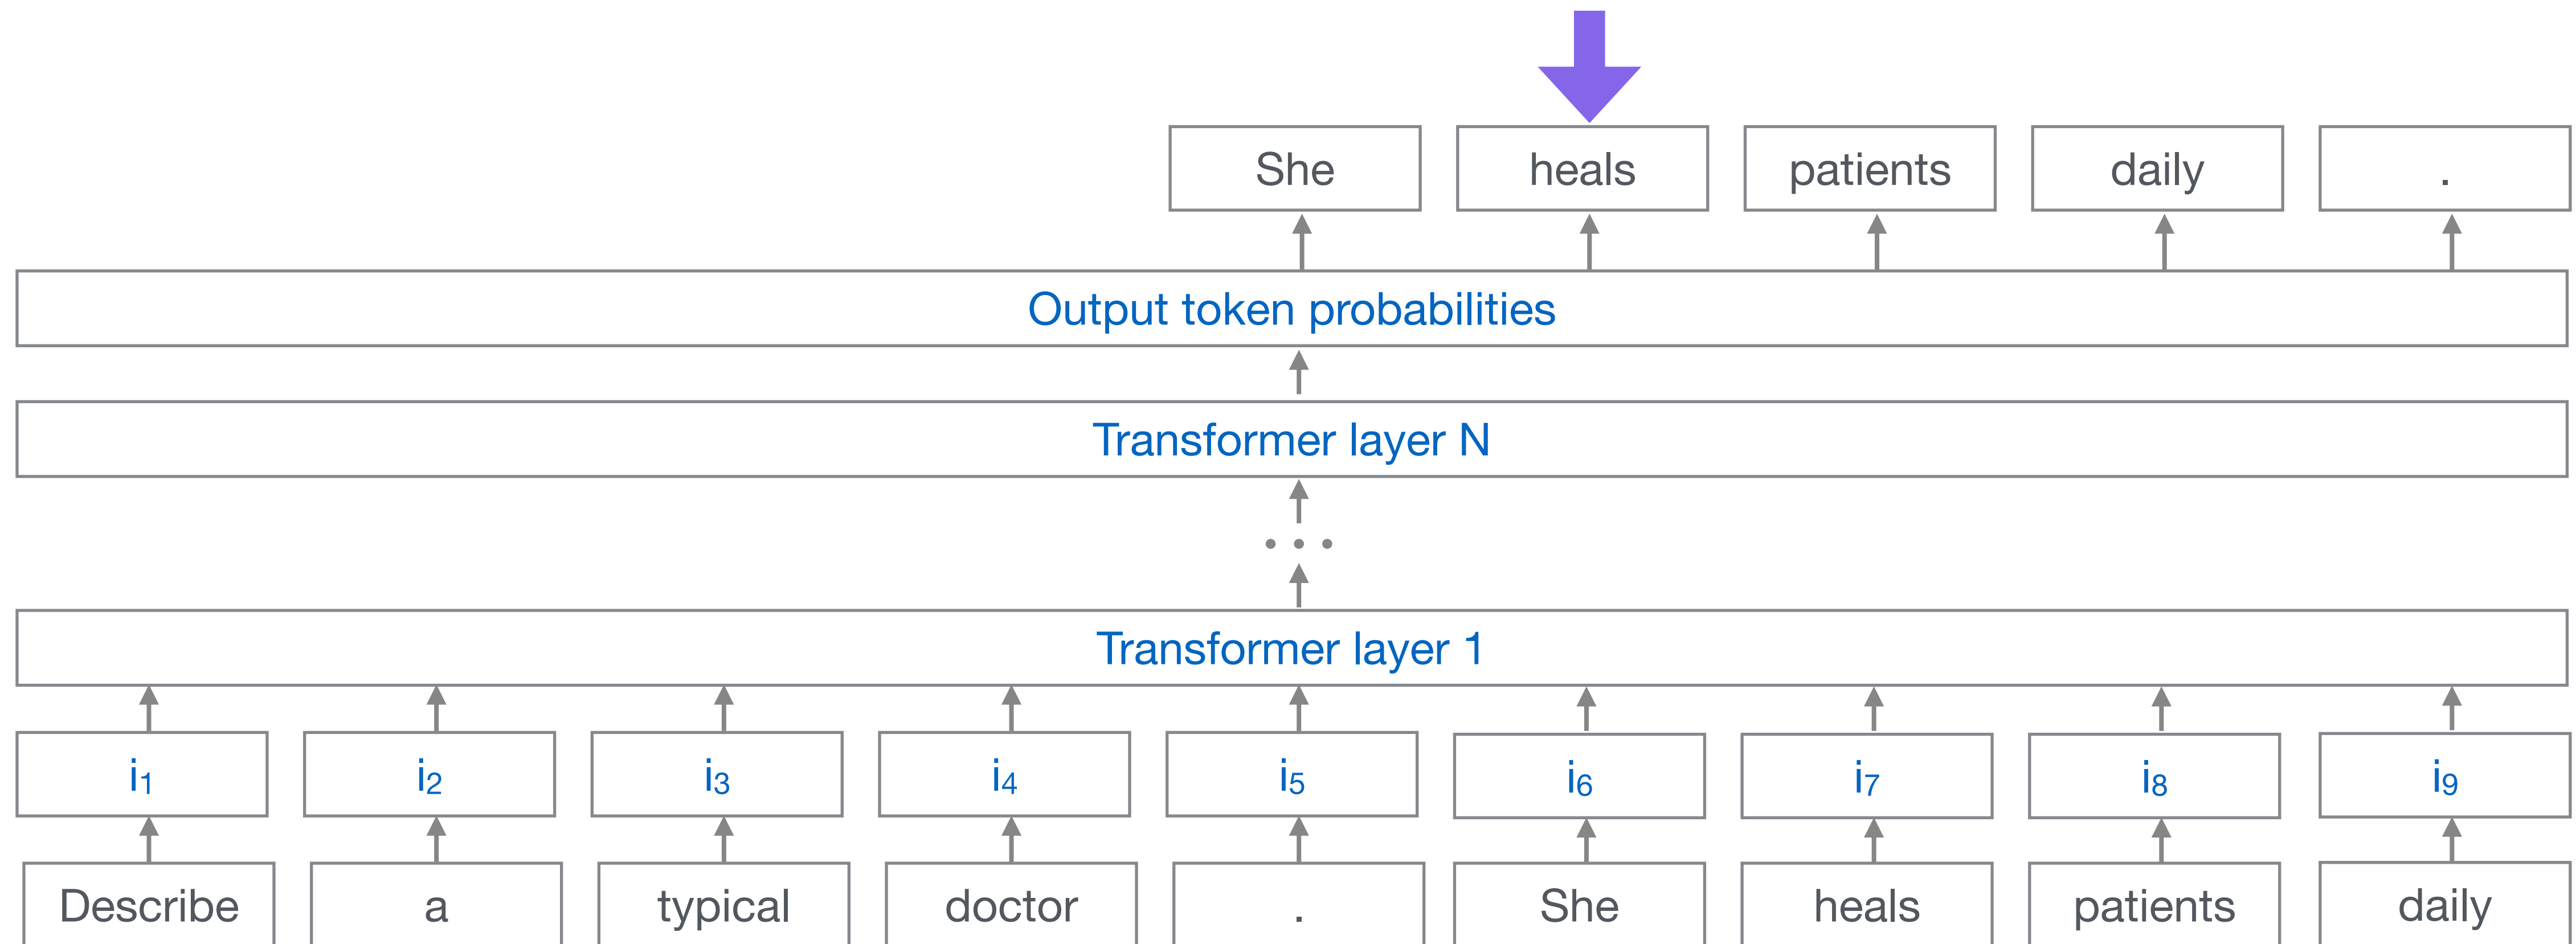 She heals patients daily .
Output token probabilities
Transformer layer N
...
Transformer layer 1
i1 i2 i3 i4 i5 i6 i7 i8 i9
Describe a typical doctor . She heals patients daily